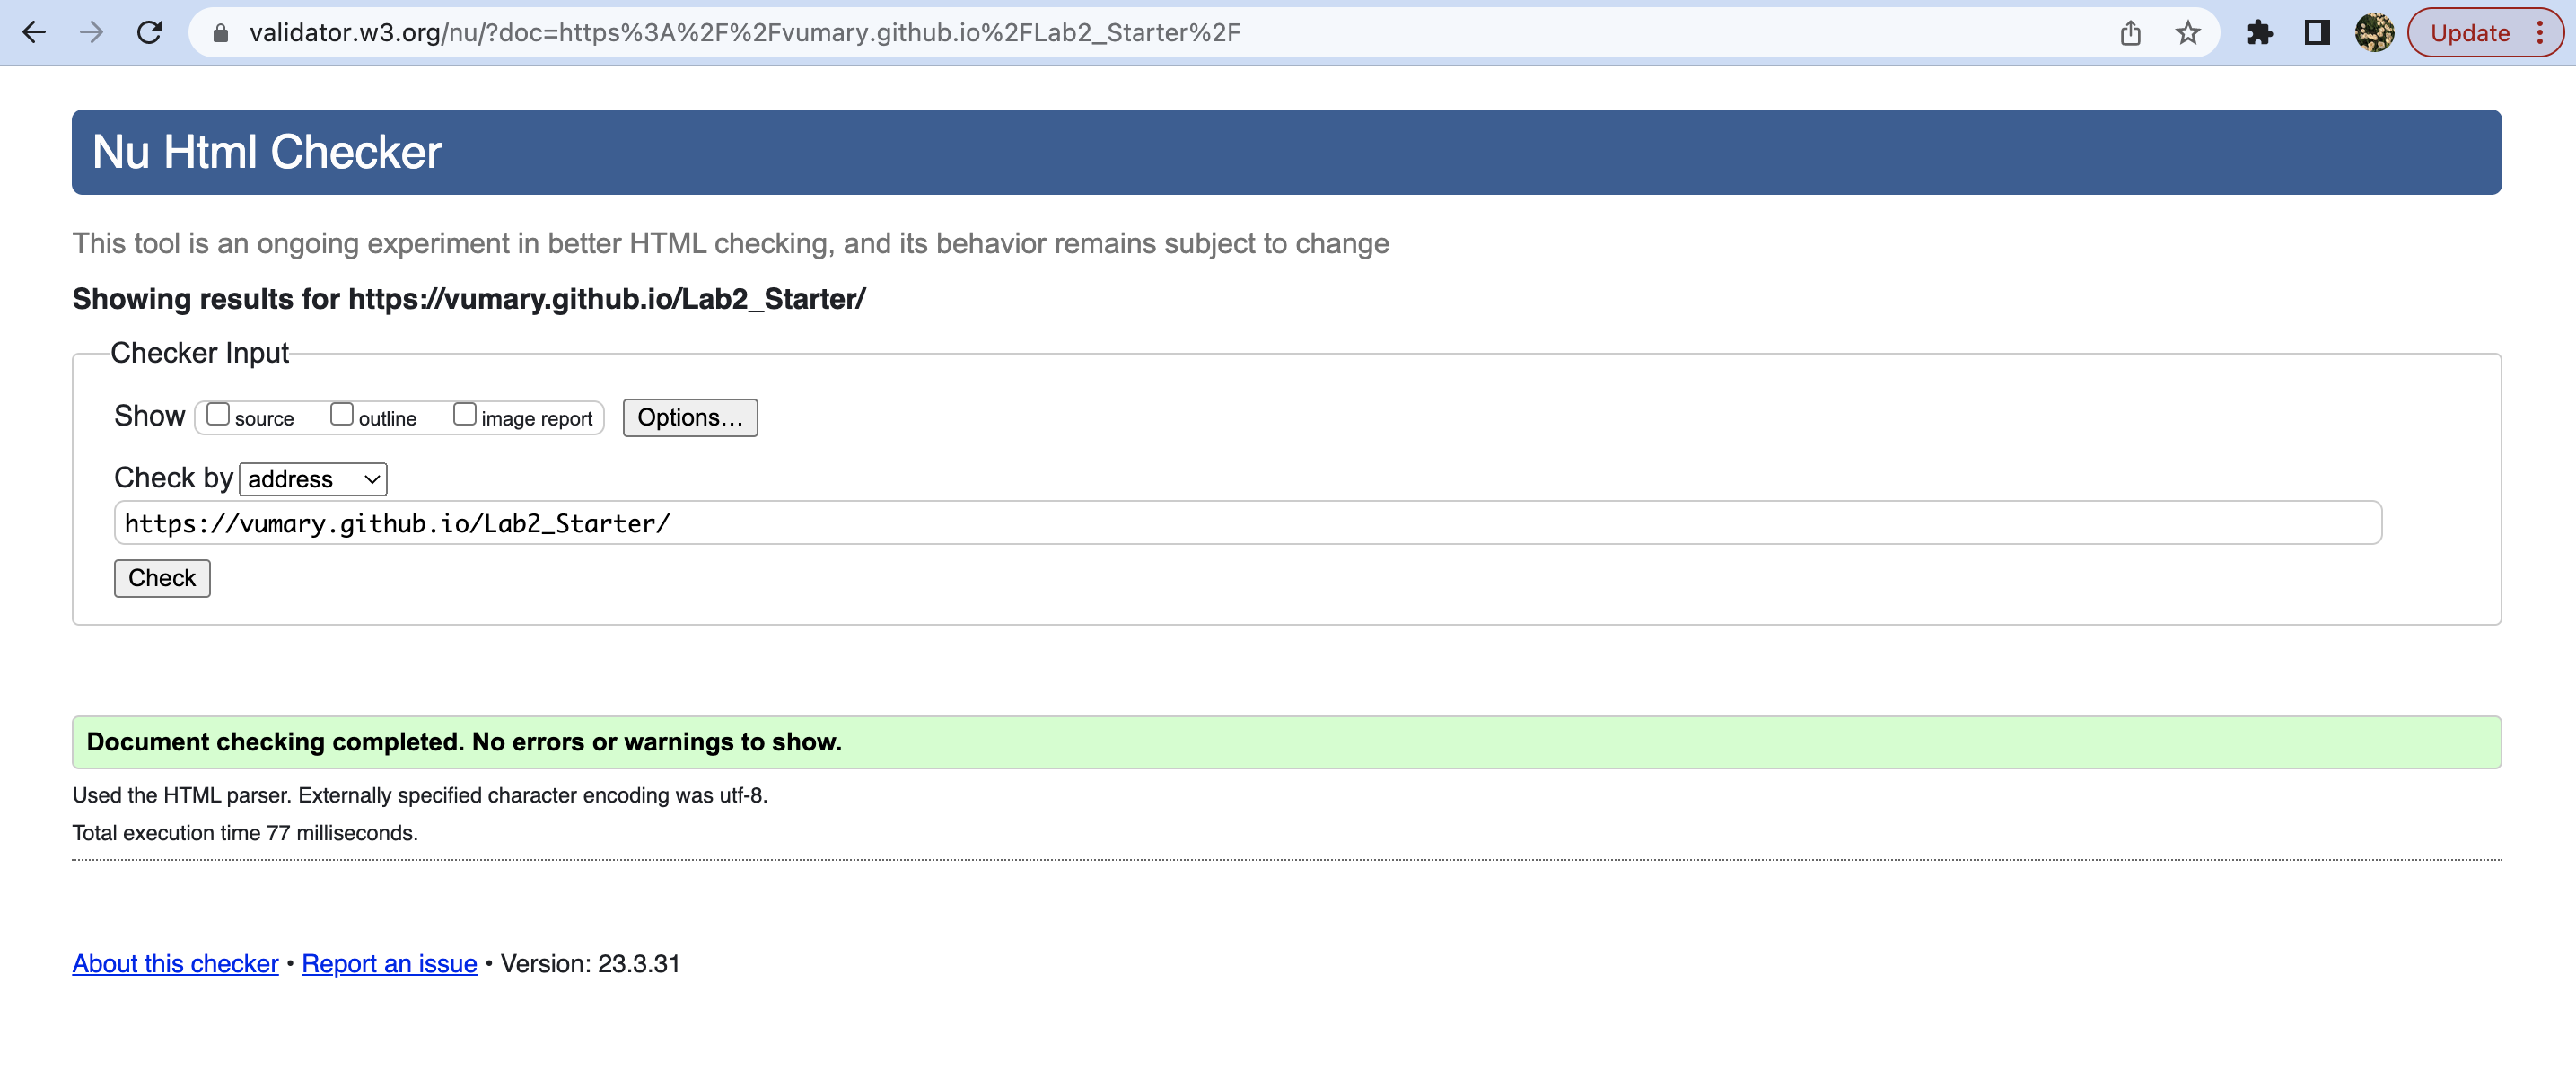 validator.w3.org/nu/?doc=https%3A%2F%2Fvumary.github.io%2FLab2_Starter%2F
Update
Nu Html Checker
This tool is an ongoing experiment in better HTML checking, and its behavior remains subject to change
Showing results for https://vumary.github.io/Lab2_Starter/
Checker Input
Show source outline image report Options...
Check by address
https://vumary.github.io/Lab2_Starter/
Check
Document checking completed. No errors or warnings to show.
Used the HTML parser. Externally specified character encoding was utf-8.
Total execution time 77 milliseconds.
About this checker • Report an issue • Version: 23.3.31